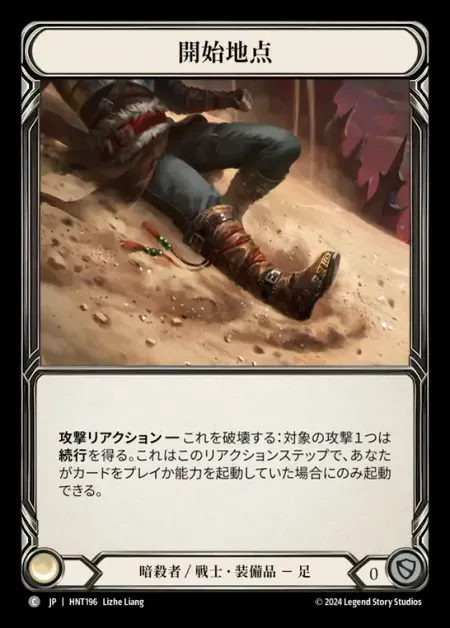 開始地点
攻撃リアクション ー これを破壊する:対象の攻撃1つは
続行を得る。これはこのリアクションステップで、あなた
がカードをプレイか能力を起動していた場合にのみ起動
できる。
暗殺者 / 戦士・装備品 ー 足
0
C JP | HNT196 Lizhe Liang
© 2024 Legend Story Studios